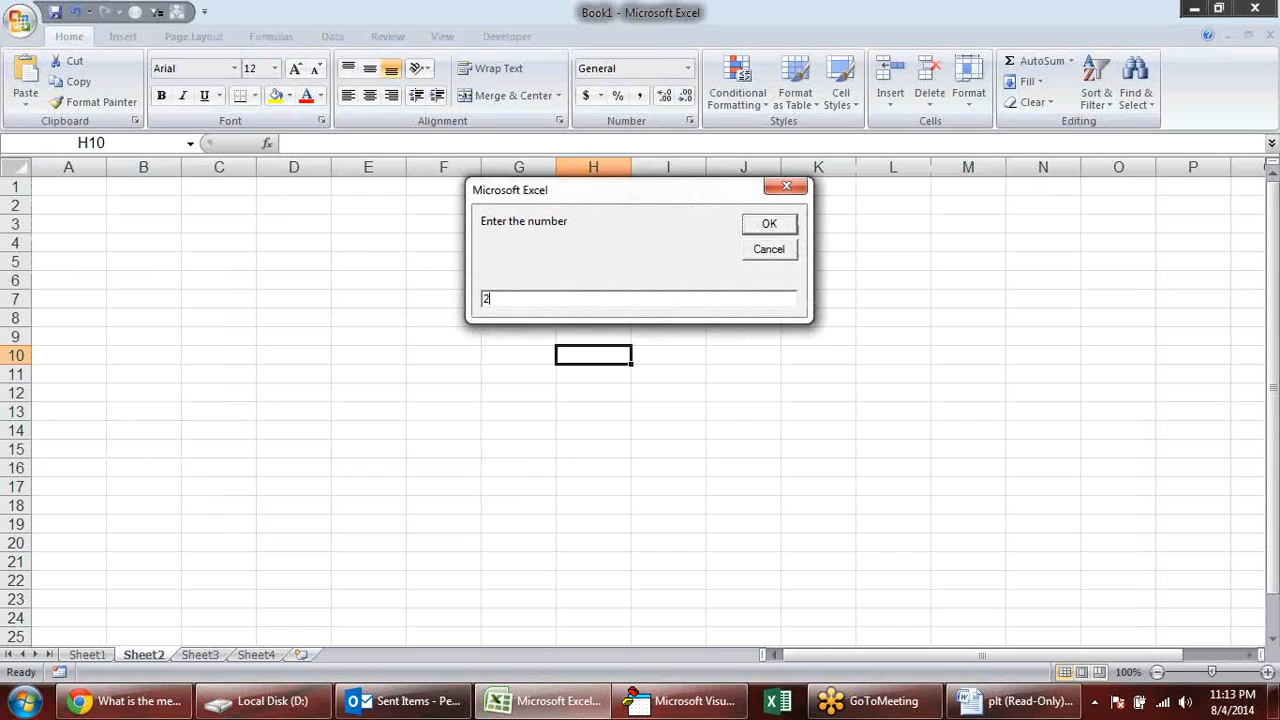 Book1 - Microsoft Excel
Home Insert Page Layout Formulas Data Review View Developer
Paste
Cut
Copy
Format Painter
Clipboard
Arial 12
B I U
Font
Wrap Text
Merge & Center
Alignment
General
$ % ,
Number
Conditional Formatting
Format as Table
Cell Styles
Styles
Insert Delete Format
Cells
Σ AutoSum
Fill
Clear
Sort & Filter
Find & Select
Editing
H10 fx
A B C D E F G H I J K L M N O P
1
2
3
4
5
6
7
8
9
10
11
12
13
14
15
16
17
18
19
20
21
22
23
24
25
Microsoft Excel
Enter the number
OK
Cancel
2
Sheet1 Sheet2 Sheet3 Sheet4
Ready 100%
What is the me...
Local Disk (D:)
Sent Items - Pe...
Microsoft Excel...
Microsoft Visu...
GoToMeeting
plt (Read-Only)...
11:13 PM
8/4/2014